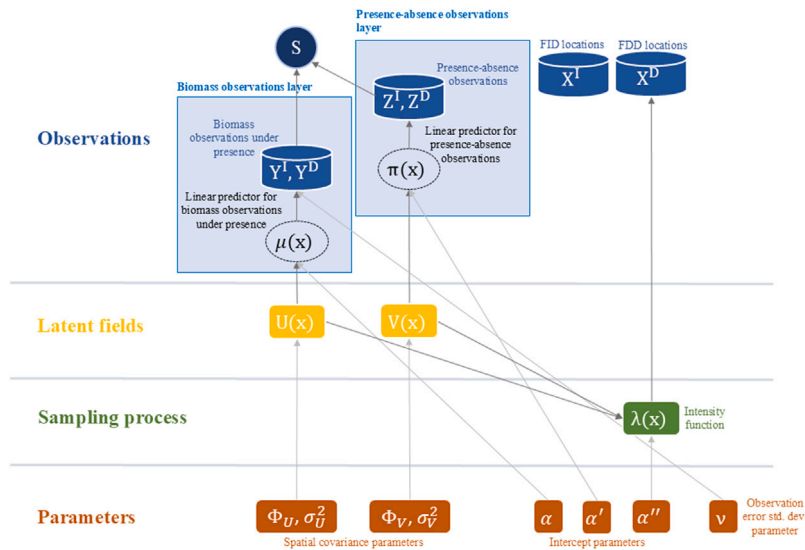 Presence-absence observations
layer
S
FID locations
FDD locations
X^I
X^D
Presence-absence
observations
Z^I, Z^D
Biomass observations layer
Biomass
observations under
presence
Linear predictor for
presence-absence
observations
Observations
Y^I, Y^D
π(x)
Linear predictor for
biomass observations
under presence
μ(x)
Latent fields
U(x)
V(x)
Sampling process
λ(x)
Intensity
function
Parameters
Φ_U, σ_U^2
Φ_V, σ_V^2
α
α'
α''
ν
Observation
error std. dev
parameter
Spatial covariance parameters
Intercept parameters